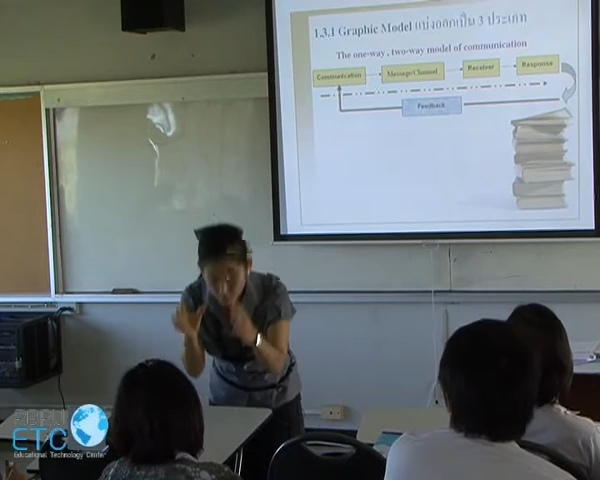 1.3.1 Graphic Model แบ่งออกเป็น 3 ประเภท
The one-way , two-way model of communication
Communication
Message/Channel
Receiver
Response
Feedback
ETC
Educational Technology Center